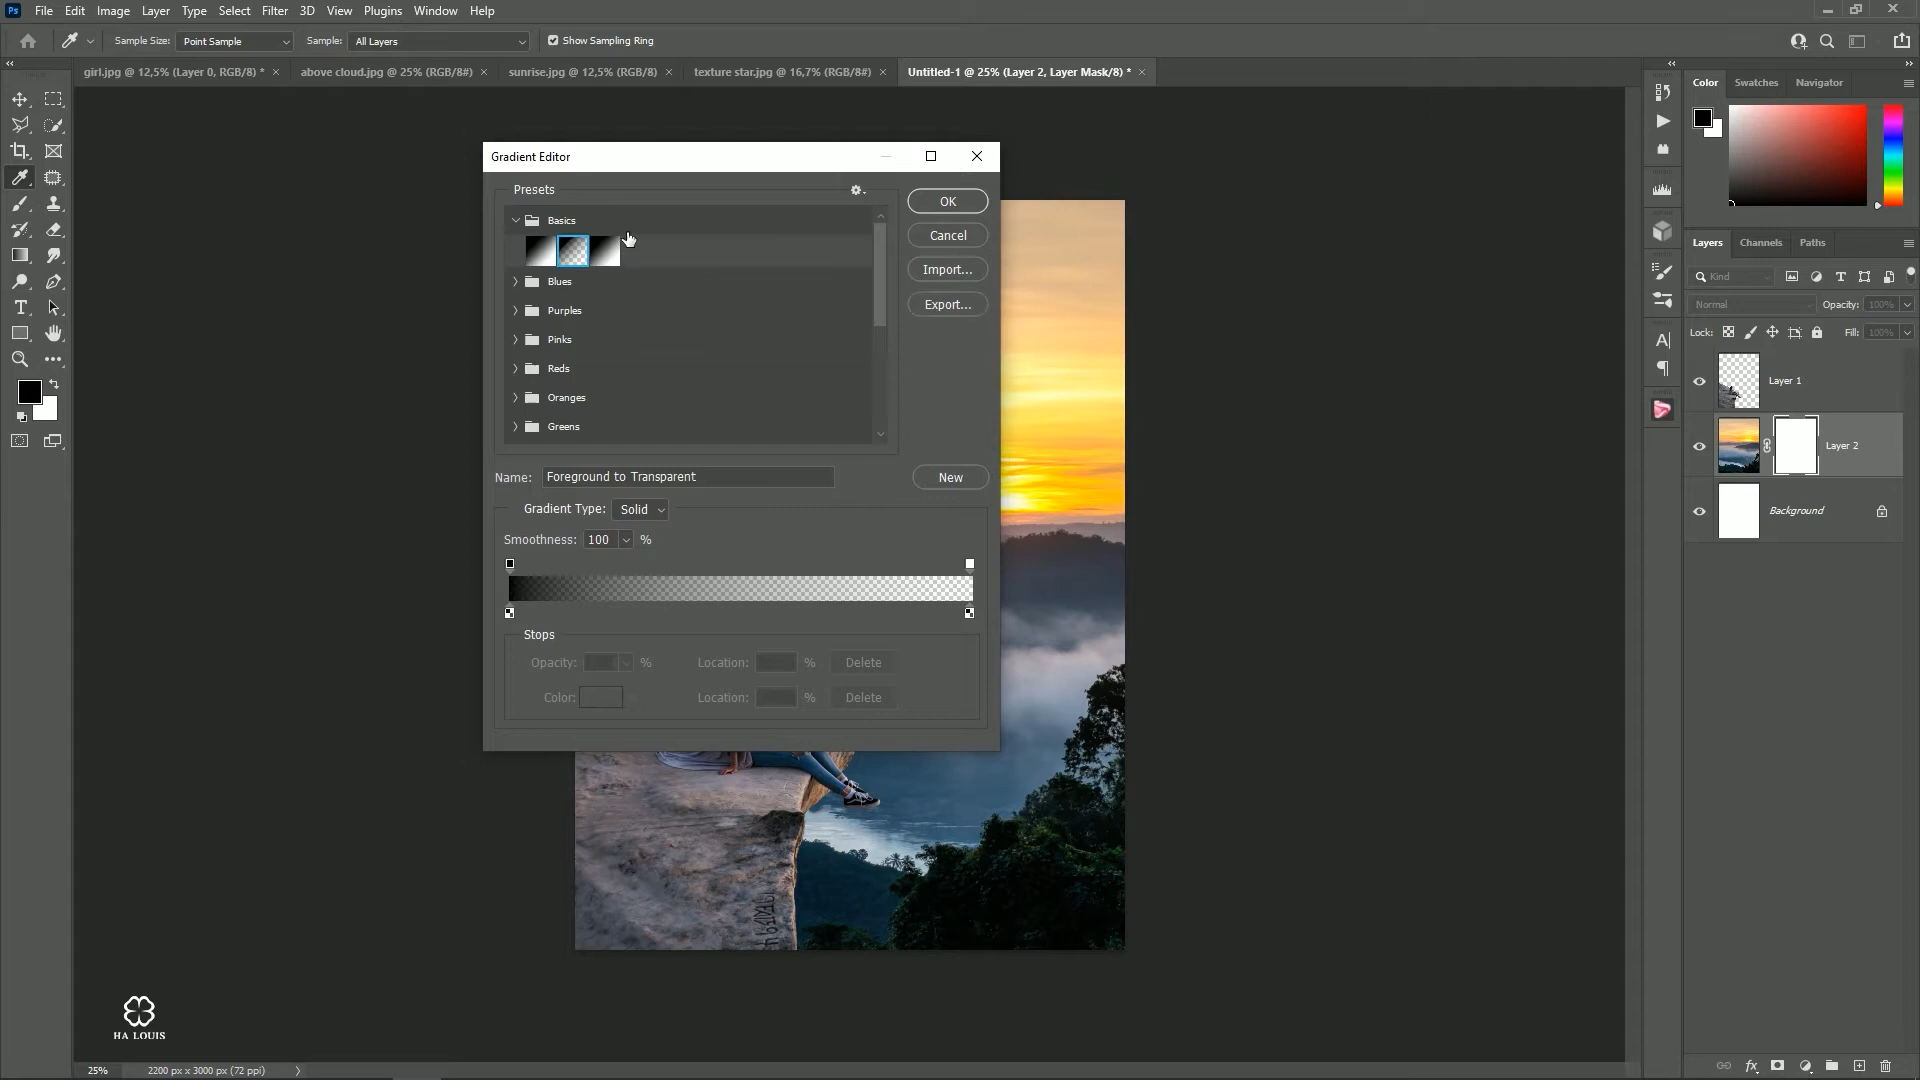 Ps File Edit Image Layer Type Select Filter 3D View Plugins Window Help
Sample Size: Point Sample Sample: All Layers Show Sampling Ring
girl.jpg @ 12,5% (Layer 0, RGB/8) * × above cloud.jpg @ 25% (RGB/8#) × sunrise.jpg @ 12,5% (RGB/8) × texture star.jpg @ 16,7% (RGB/8#) × Untitled-1 @ 25% (Layer 2, Layer Mask/8) * ×
Color Swatches Navigator
Gradient Editor
Presets
Basics
Blues
Purples
Pinks
Reds
Oranges
Greens
OK
Cancel
Import...
Export...
Name: Foreground to Transparent New
Gradient Type: Solid
Smoothness: 100 %
Stops
Opacity: % Location: % Delete
Color: Location: % Delete
Layers Channels Paths
Kind
Normal Opacity: 100%
Lock: Fill: 100%
Layer 1
Layer 2
Background
HA LOUIS
25% 2200 px x 3000 px (72 ppi)